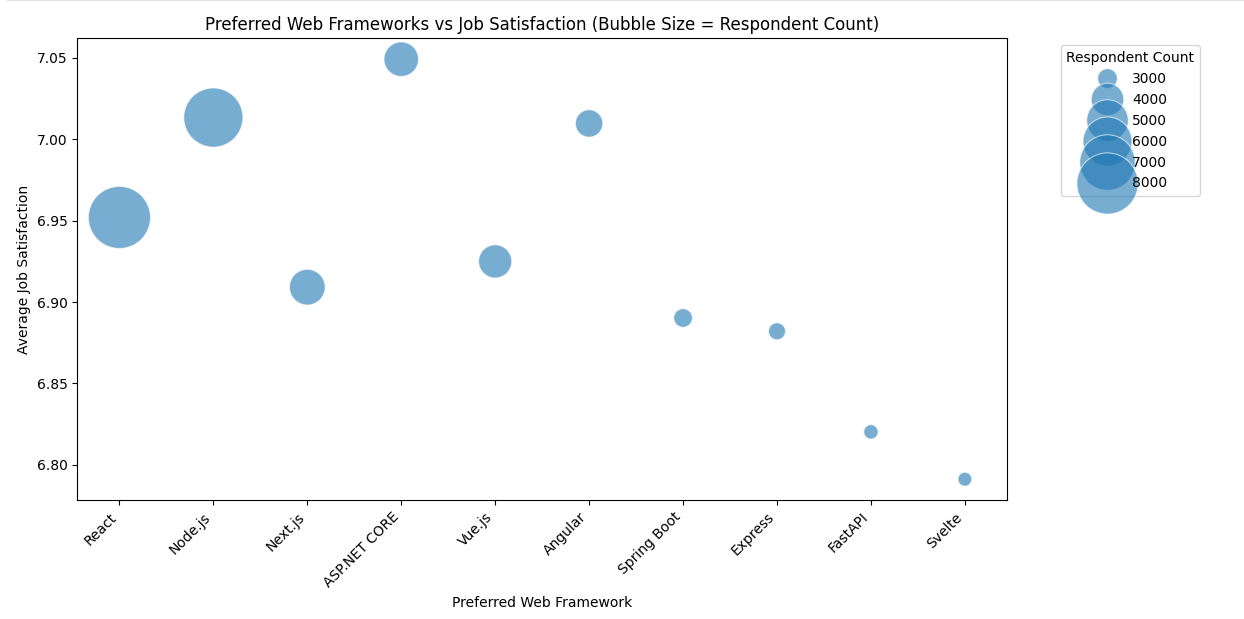 Preferred Web Frameworks vs Job Satisfaction (Bubble Size = Respondent Count)
Average Job Satisfaction
7.05
7.00
6.95
6.90
6.85
6.80
React
Node.js
Next.js
ASP.NET CORE
Vue.js
Angular
Spring Boot
Express
FastAPI
Svelte
Preferred Web Framework
Respondent Count
3000
4000
5000
6000
7000
8000